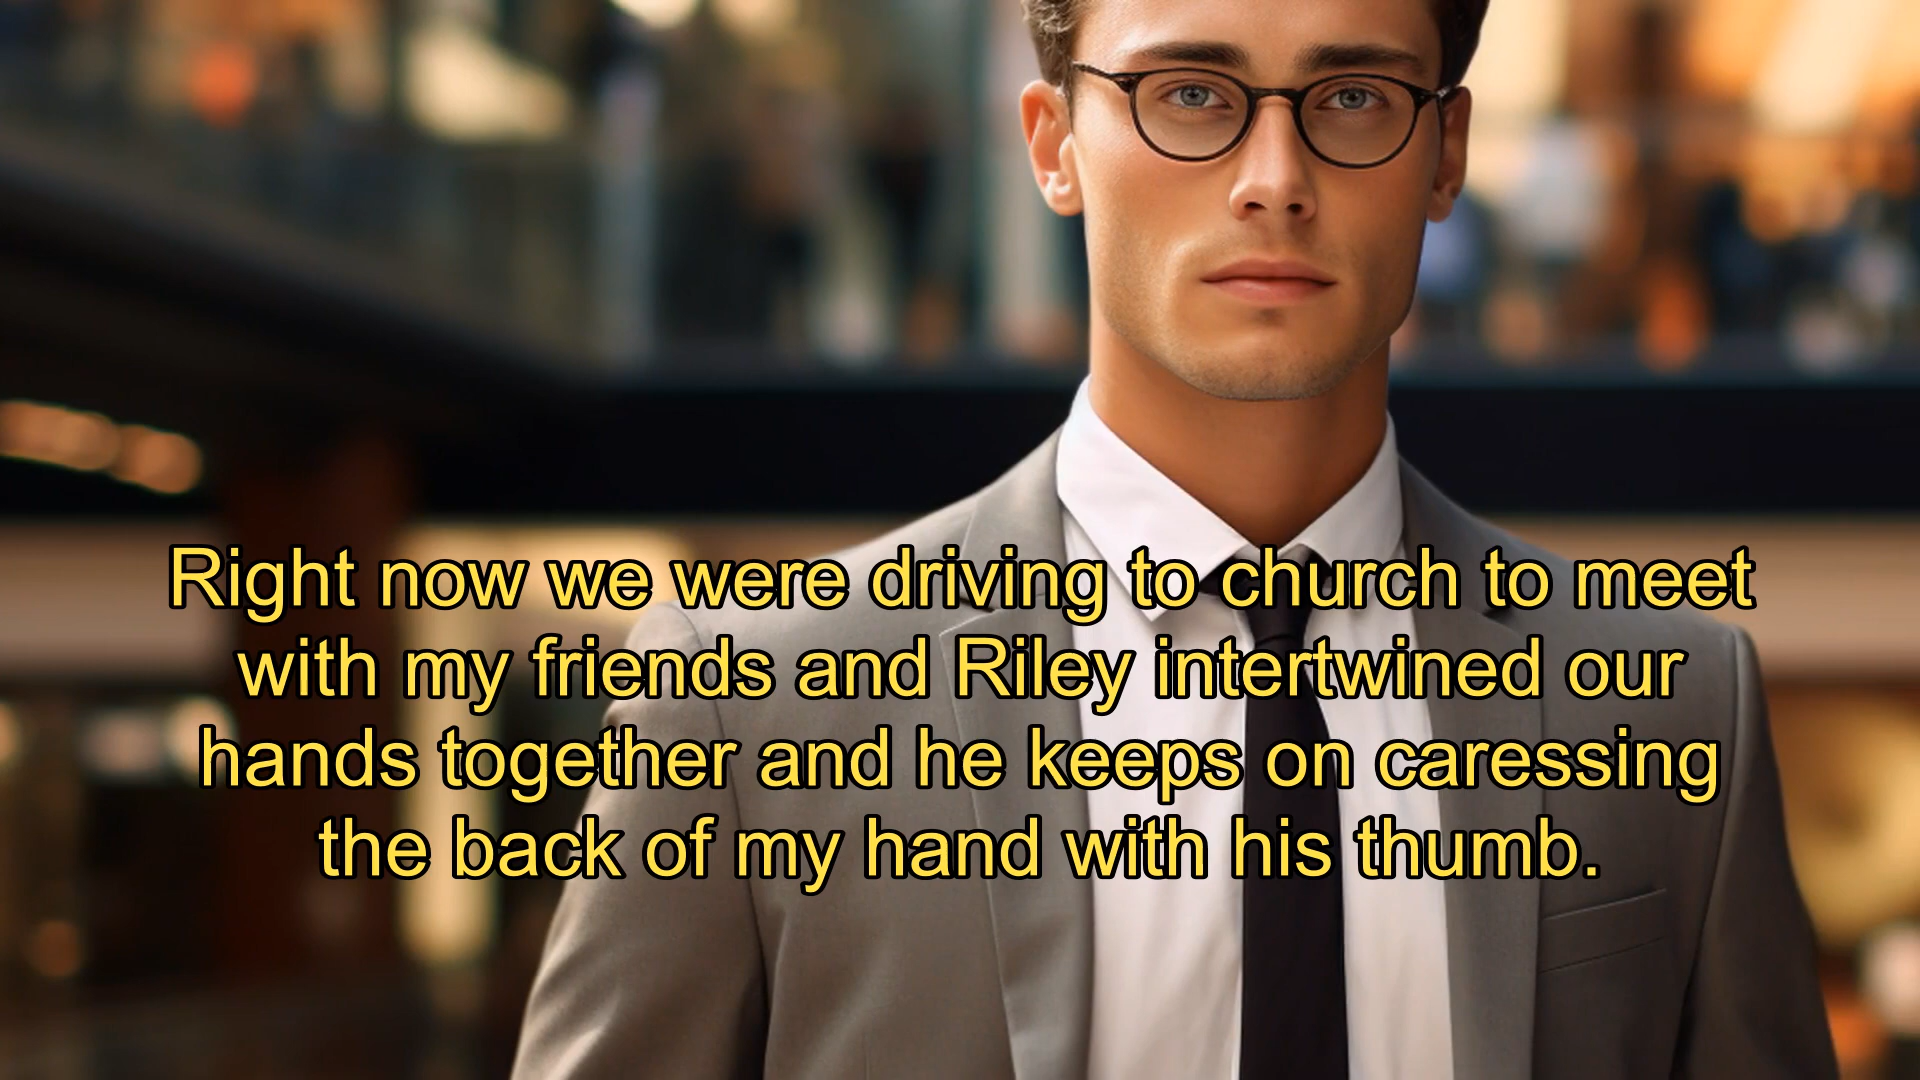 Right now we were driving to church to meet
with my friends and Riley intertwined our
hands together and he keeps on caressing
the back of my hand with his thumb.